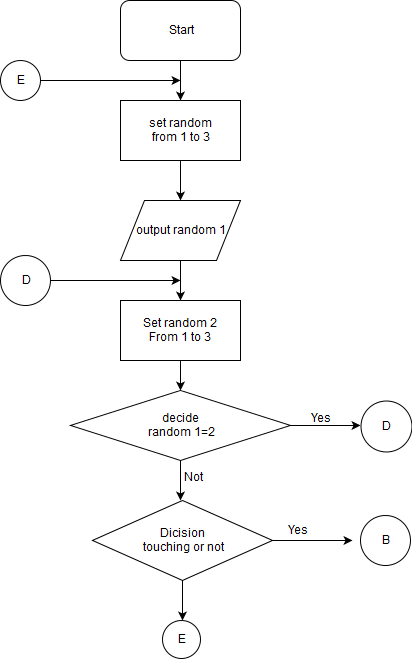 Start
E
set random
from 1 to 3
output random 1
D
Set random 2
From 1 to 3
decide
random 1=2
Yes
D
Not
Dicision
touching or not
Yes
B
E